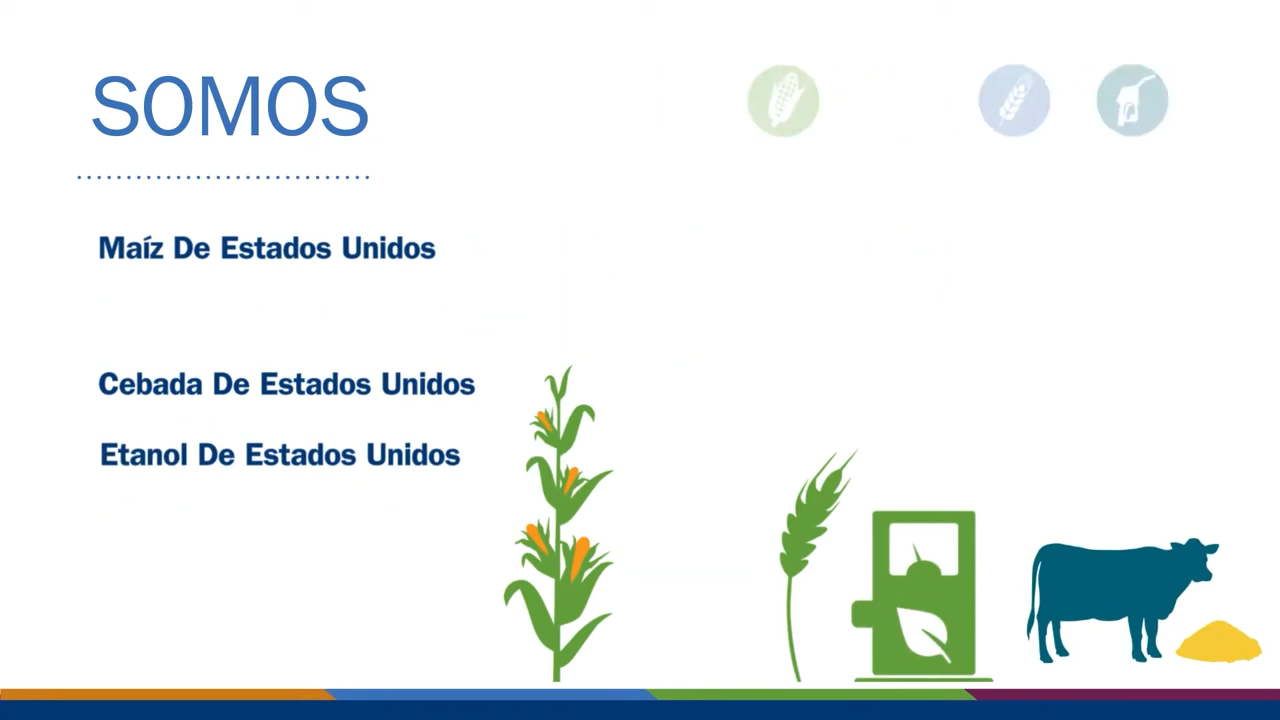 SOMOS
Maíz De Estados Unidos
Cebada De Estados Unidos
Etanol De Estados Unidos